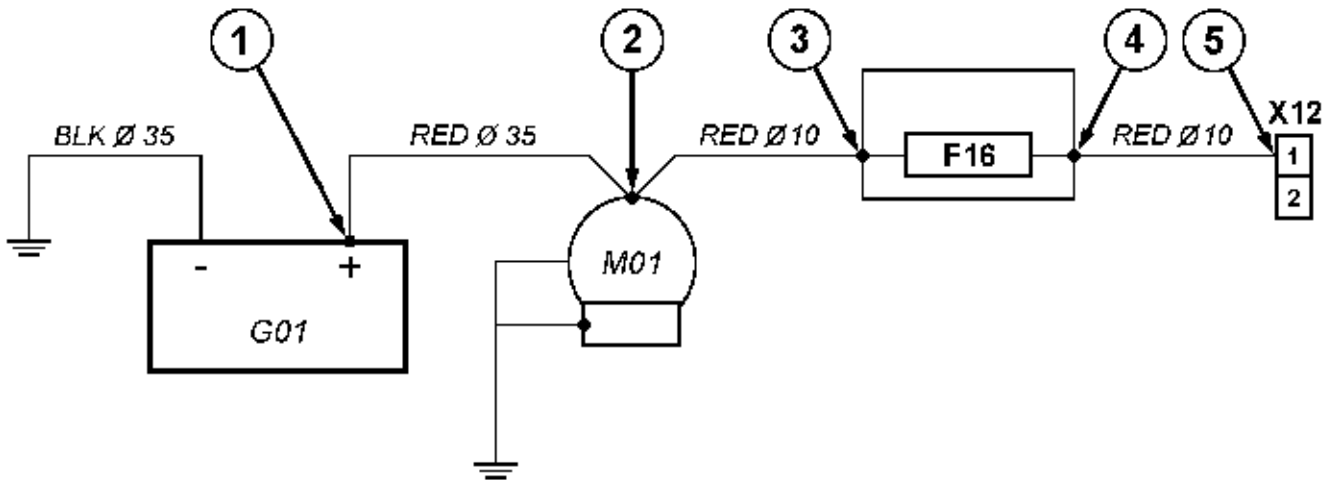 1 2 3 4 5
BLK Ø 35 RED Ø 35 RED Ø 10 F16 RED Ø 10 X12
1
2
- +
G01
M01